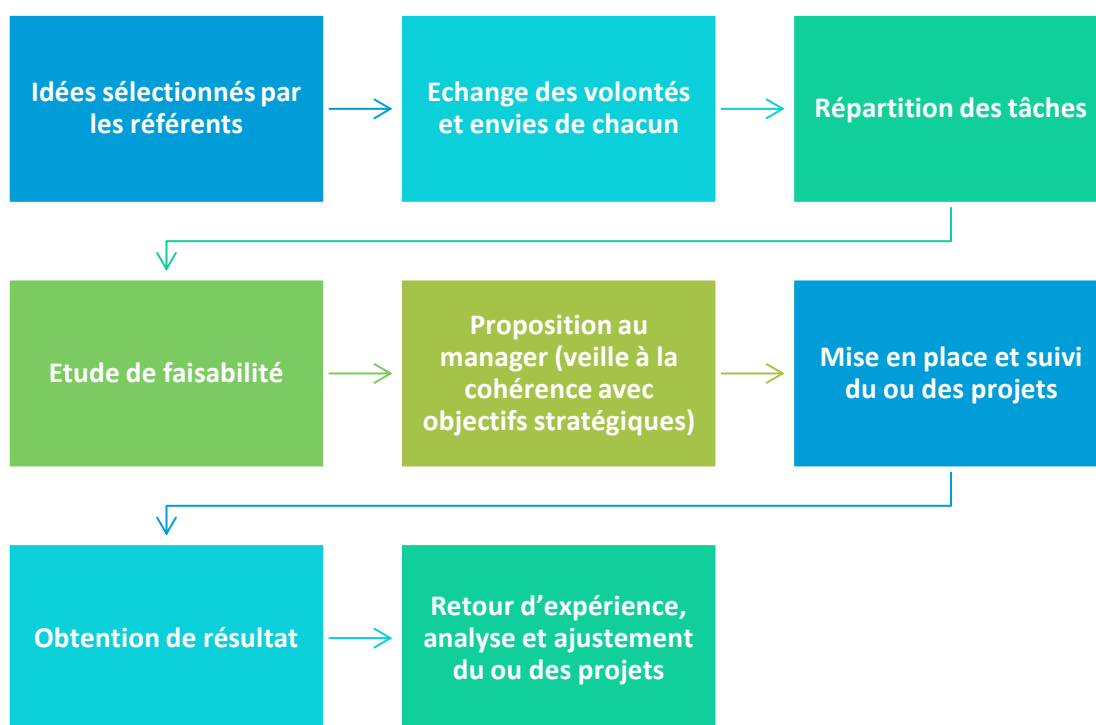 Idées sélectionnés par
les référents
Echange des volontés
et envies de chacun
Répartition des tâches
Etude de faisabilité
Proposition au
manager (veille à la
cohérence avec
objectifs stratégiques)
Mise en place et suivi
du ou des projets
Obtention de résultat
Retour d’expérience,
analyse et ajustement
du ou des projets